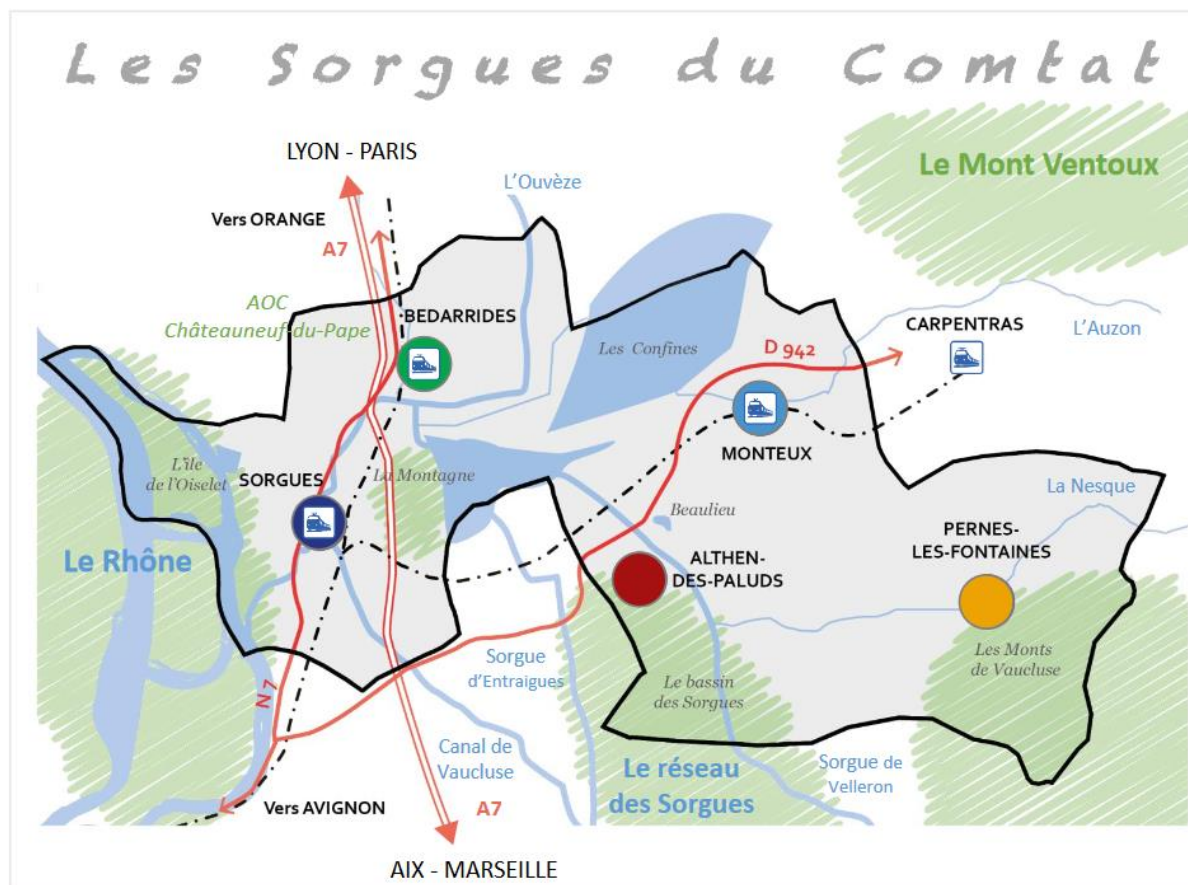 Les Sorgues du Comtat
LYON - PARIS
Le Mont Ventoux
L'Ouvèze
Vers ORANGE
A7
AOC
Châteauneuf-du-Pape
BEDARRIDES
CARPENTRAS
L'Auzon
Les Confines
D 942
MONTEUX
L'île
de l'Oiselet
SORGUES
La Montagne
Beaulieu
La Nesque
Le Rhône
ALTHEN-
DES-PALUDS
PERNES-
LES-FONTAINES
Sorgue
d'Entraigues
Le bassin
des Sorgues
Les Monts
de Vaucluse
N 7
Canal de
Vaucluse
Le réseau
des Sorgues
Sorgue de
Velleron
Vers AVIGNON
A7
AIX - MARSEILLE